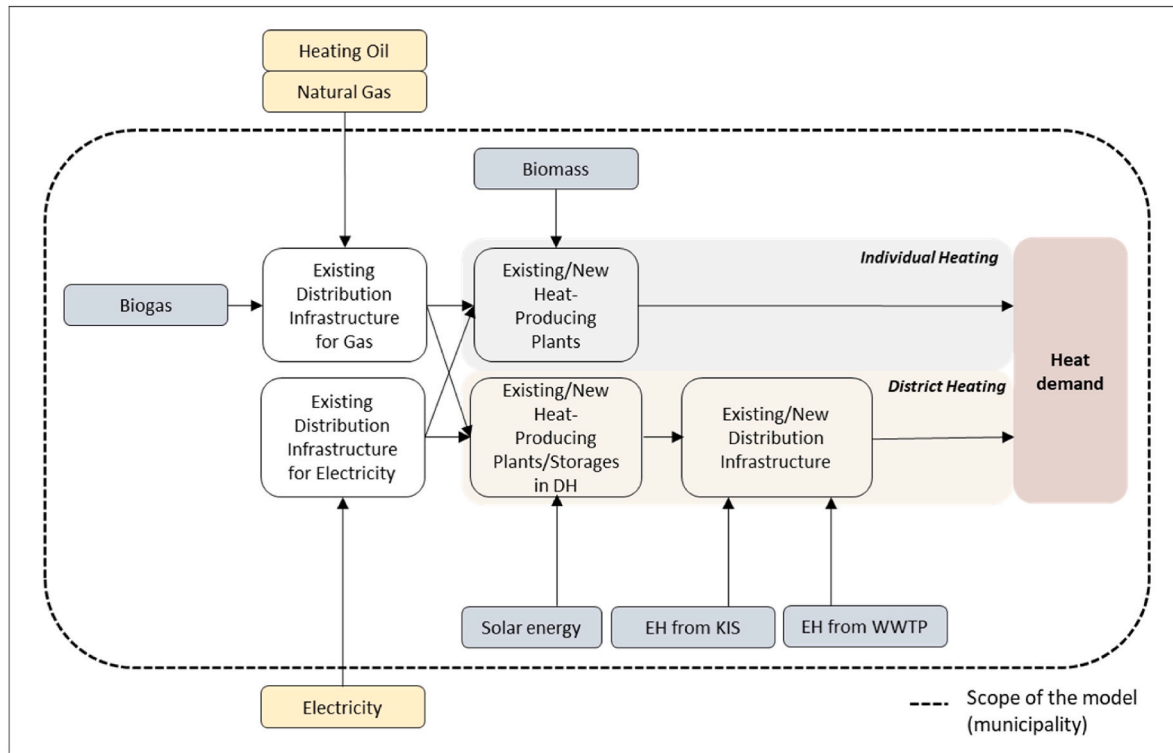 Heating Oil
Natural Gas
Biomass
Individual Heating
Existing
Distribution
Infrastructure
for Gas
Existing/New
Heat-
Producing
Plants
Biogas
Heat
demand
District Heating
Existing
Distribution
Infrastructure
for Electricity
Existing/New
Heat-
Producing
Plants/Storages
in DH
Existing/New
Distribution
Infrastructure
Solar energy
EH from KIS
EH from WWTP
Electricity
Scope of the model
(municipality)